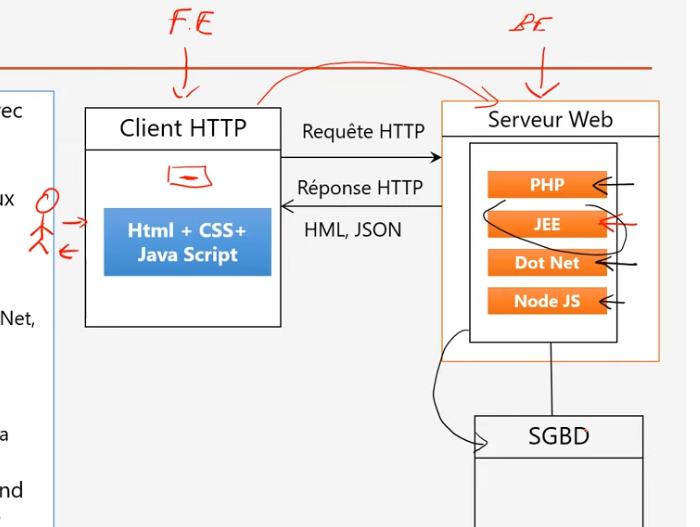 F.E
BE
ec
ux
Net,
a
nd
Client HTTP
Html + CSS+
Java Script
Requête HTTP
Réponse HTTP
HML, JSON
Serveur Web
PHP
JEE
Dot Net
Node JS
SGBD